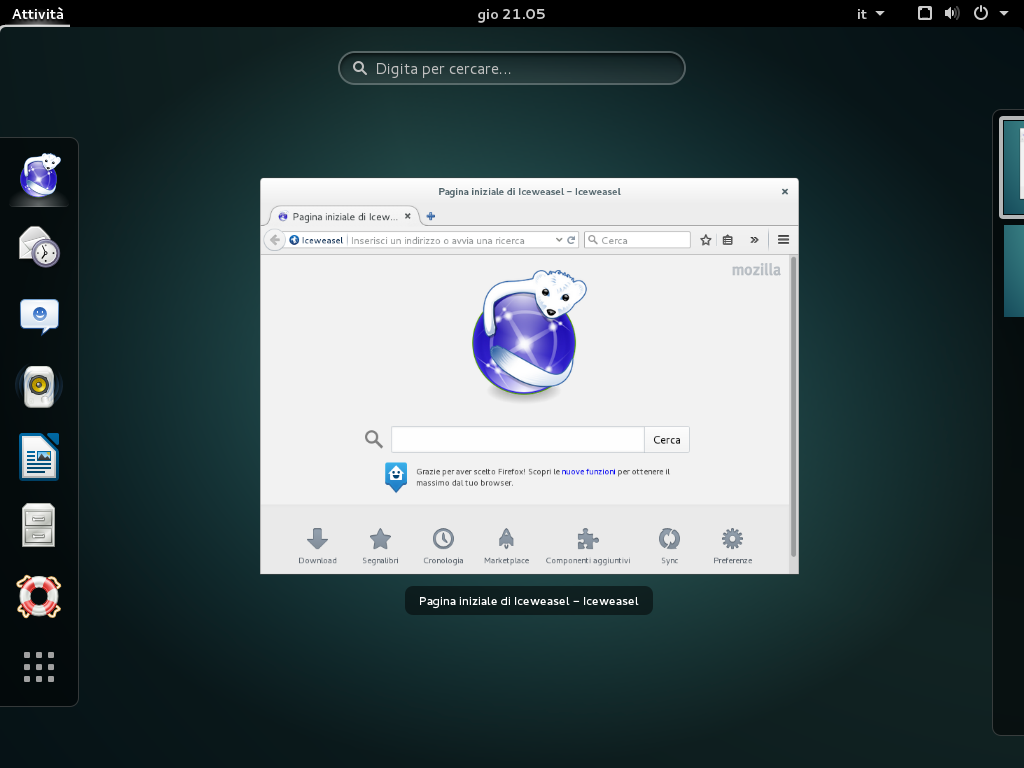 Attività
gio 21.05
it
Digita per cercare...
Pagina iniziale di Iceweasel – Iceweasel
Pagina iniziale di Icew...
Iceweasel
Inserisci un indirizzo o avvia una ricerca
Cerca
mozilla
Cerca
Grazie per aver scelto Firefox! Scopri le nuove funzioni per ottenere il
massimo dal tuo browser.
Download
Segnalibri
Cronologia
Marketplace
Componenti aggiuntivi
Sync
Preferenze
Pagina iniziale di Iceweasel – Iceweasel